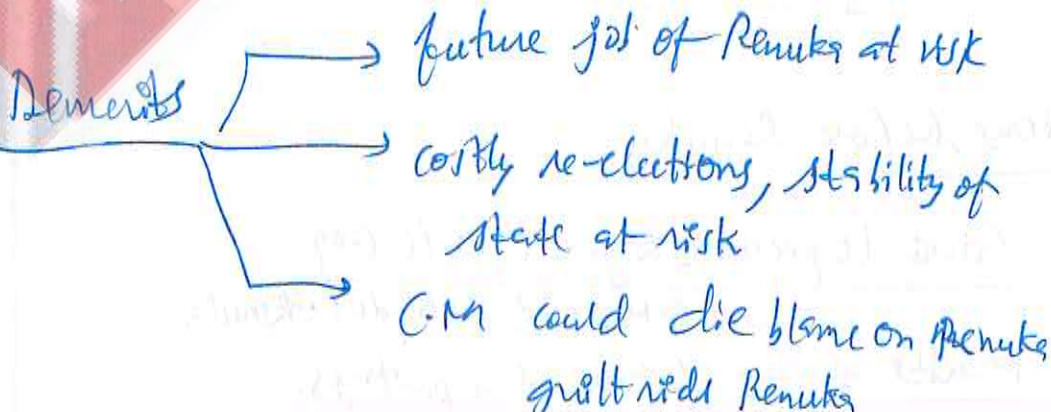 Demerits
future job of Renuka at risk
costly re-elections, stability of
state at risk
C.M could die blame on Renuka
guilt rids Renuka